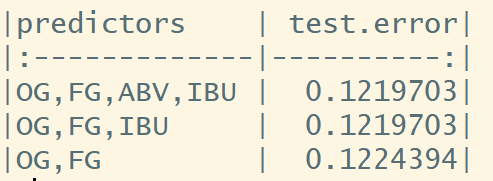 |predictors    | test.error|
|:-------------|----------:|
|OG,FG,ABV,IBU |  0.1219703|
|OG,FG,IBU     |  0.1219703|
|OG,FG         |  0.1224394|